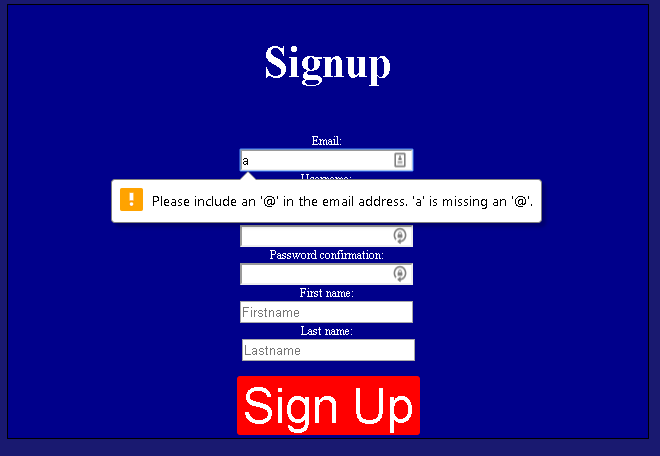 Signup
Email:
a
Username:
Please include an '@' in the email address. 'a' is missing an '@'.
Password confirmation:
First name:
Firstname
Last name:
Lastname
Sign Up